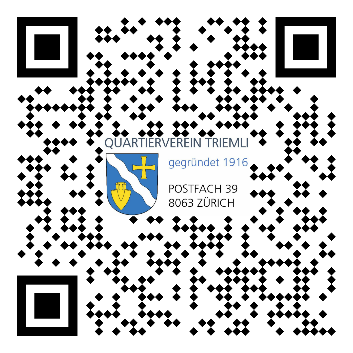 QUARTIERVEREIN TRIEMLI
gegründet 1916
POSTFACH 39
8063 ZÜRICH